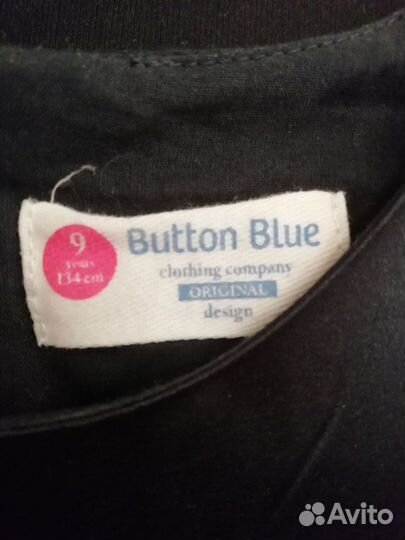 9
years
134 cm
Button Blue
clothing company
ORIGINAL
design
Avito